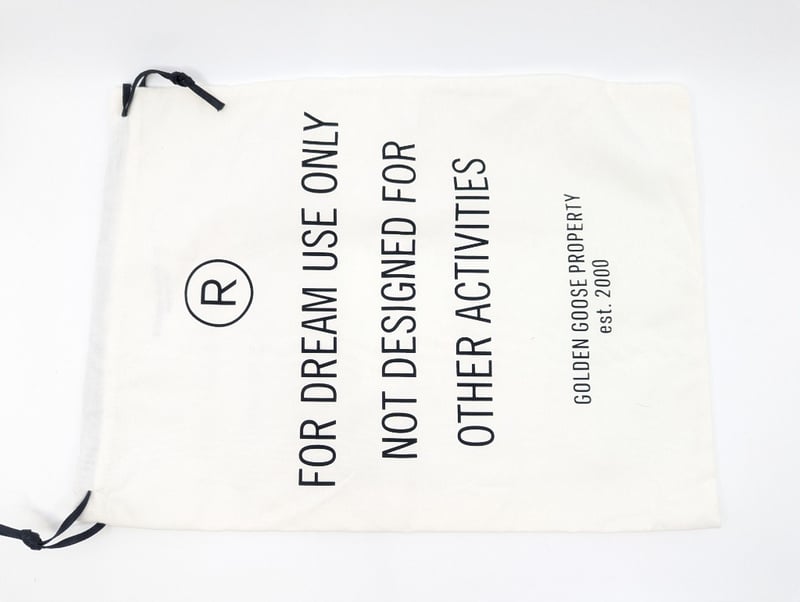 ®
FOR DREAM USE ONLY
NOT DESIGNED FOR
OTHER ACTIVITIES
GOLDEN GOOSE PROPERTY
est. 2000